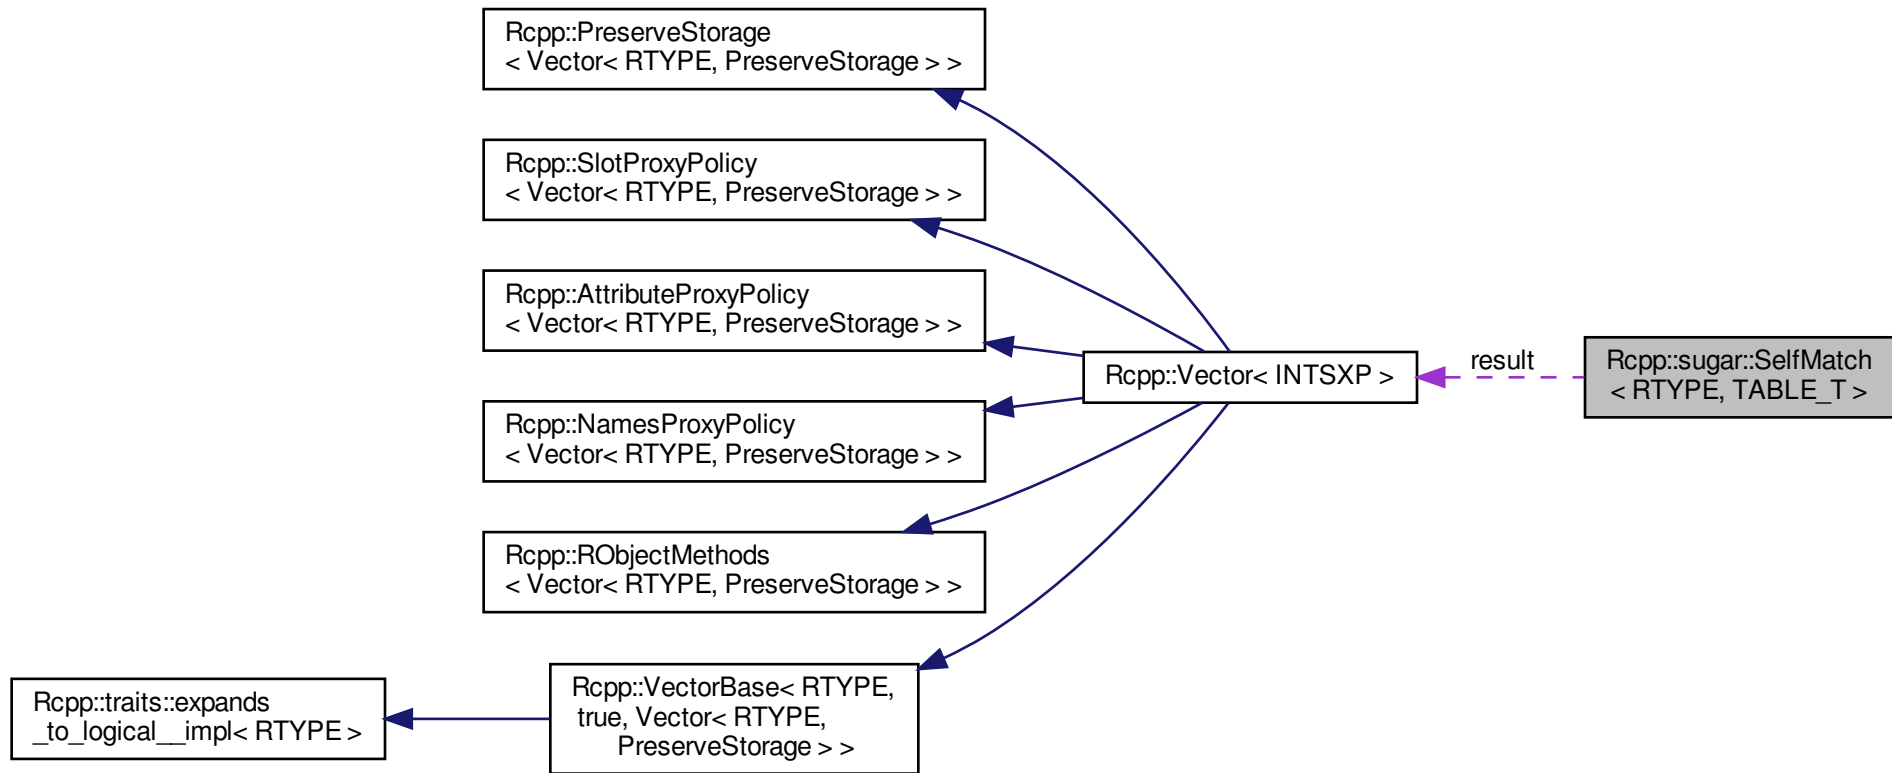 Rcpp::PreserveStorage
< Vector< RTYPE, PreserveStorage > >
Rcpp::SlotProxyPolicy
< Vector< RTYPE, PreserveStorage > >
Rcpp::AttributeProxyPolicy
< Vector< RTYPE, PreserveStorage > >
Rcpp::NamesProxyPolicy
< Vector< RTYPE, PreserveStorage > >
Rcpp::RObjectMethods
< Vector< RTYPE, PreserveStorage > >
Rcpp::traits::expands
_to_logical__impl< RTYPE >
Rcpp::VectorBase< RTYPE,
true, Vector< RTYPE,
PreserveStorage > >
Rcpp::Vector< INTSXP >
result
Rcpp::sugar::SelfMatch
< RTYPE, TABLE_T >